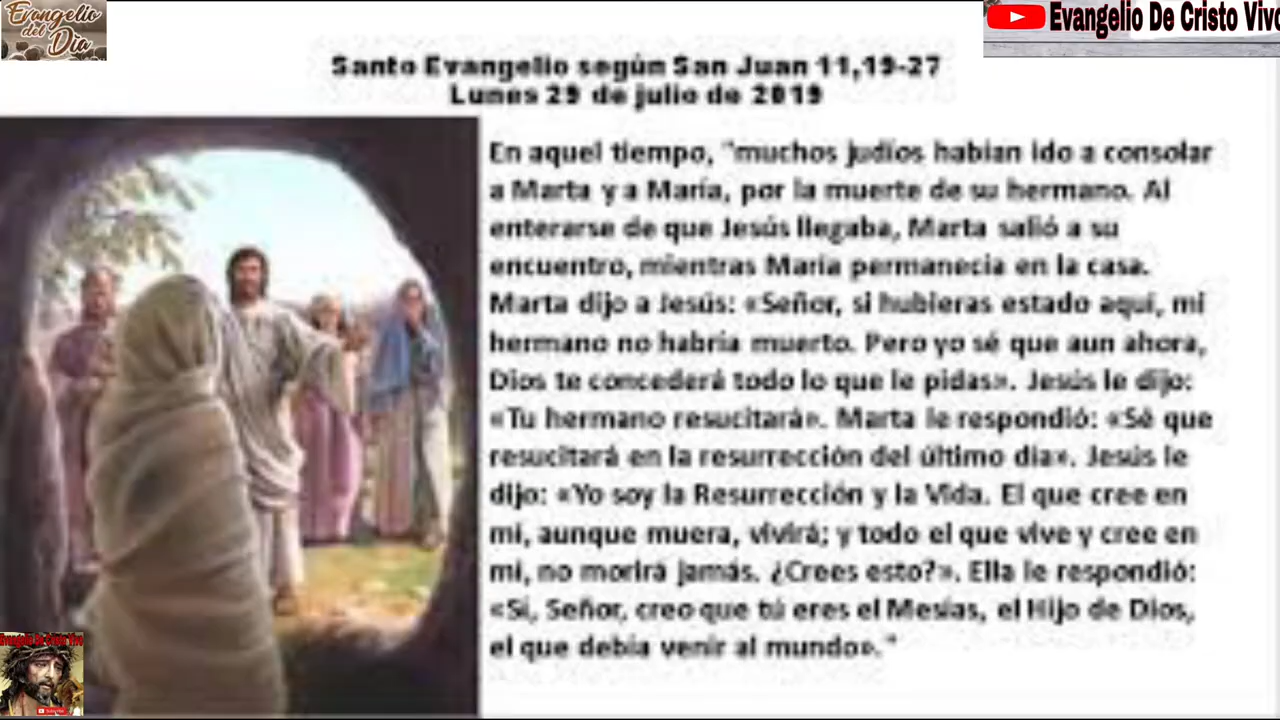 Evangelio
del
Día
Evangelio De Cristo Vivo
Santo Evangelio según San Juan 11,19-27
Lunes 29 de julio de 2019
En aquel tiempo, "muchos judíos habían ido a consolar
a Marta y a María, por la muerte de su hermano. Al
enterarse de que Jesús llegaba, Marta salió a su
encuentro, mientras María permanecía en la casa.
Marta dijo a Jesús: «Señor, si hubieras estado aquí, mi
hermano no habría muerto. Pero yo sé que aun ahora,
Dios te concederá todo lo que le pidas». Jesús le dijo:
«Tu hermano resucitará». Marta le respondió: «Sé que
resucitará en la resurrección del último día». Jesús le
dijo: «Yo soy la Resurrección y la Vida. El que cree en
mí, aunque muera, vivirá; y todo el que vive y cree en
mí, no morirá jamás. ¿Crees esto?». Ella le respondió:
«Sí, Señor, creo que tú eres el Mesías, el Hijo de Dios,
el que debía venir al mundo»."
Evangelio De Cristo Vivo